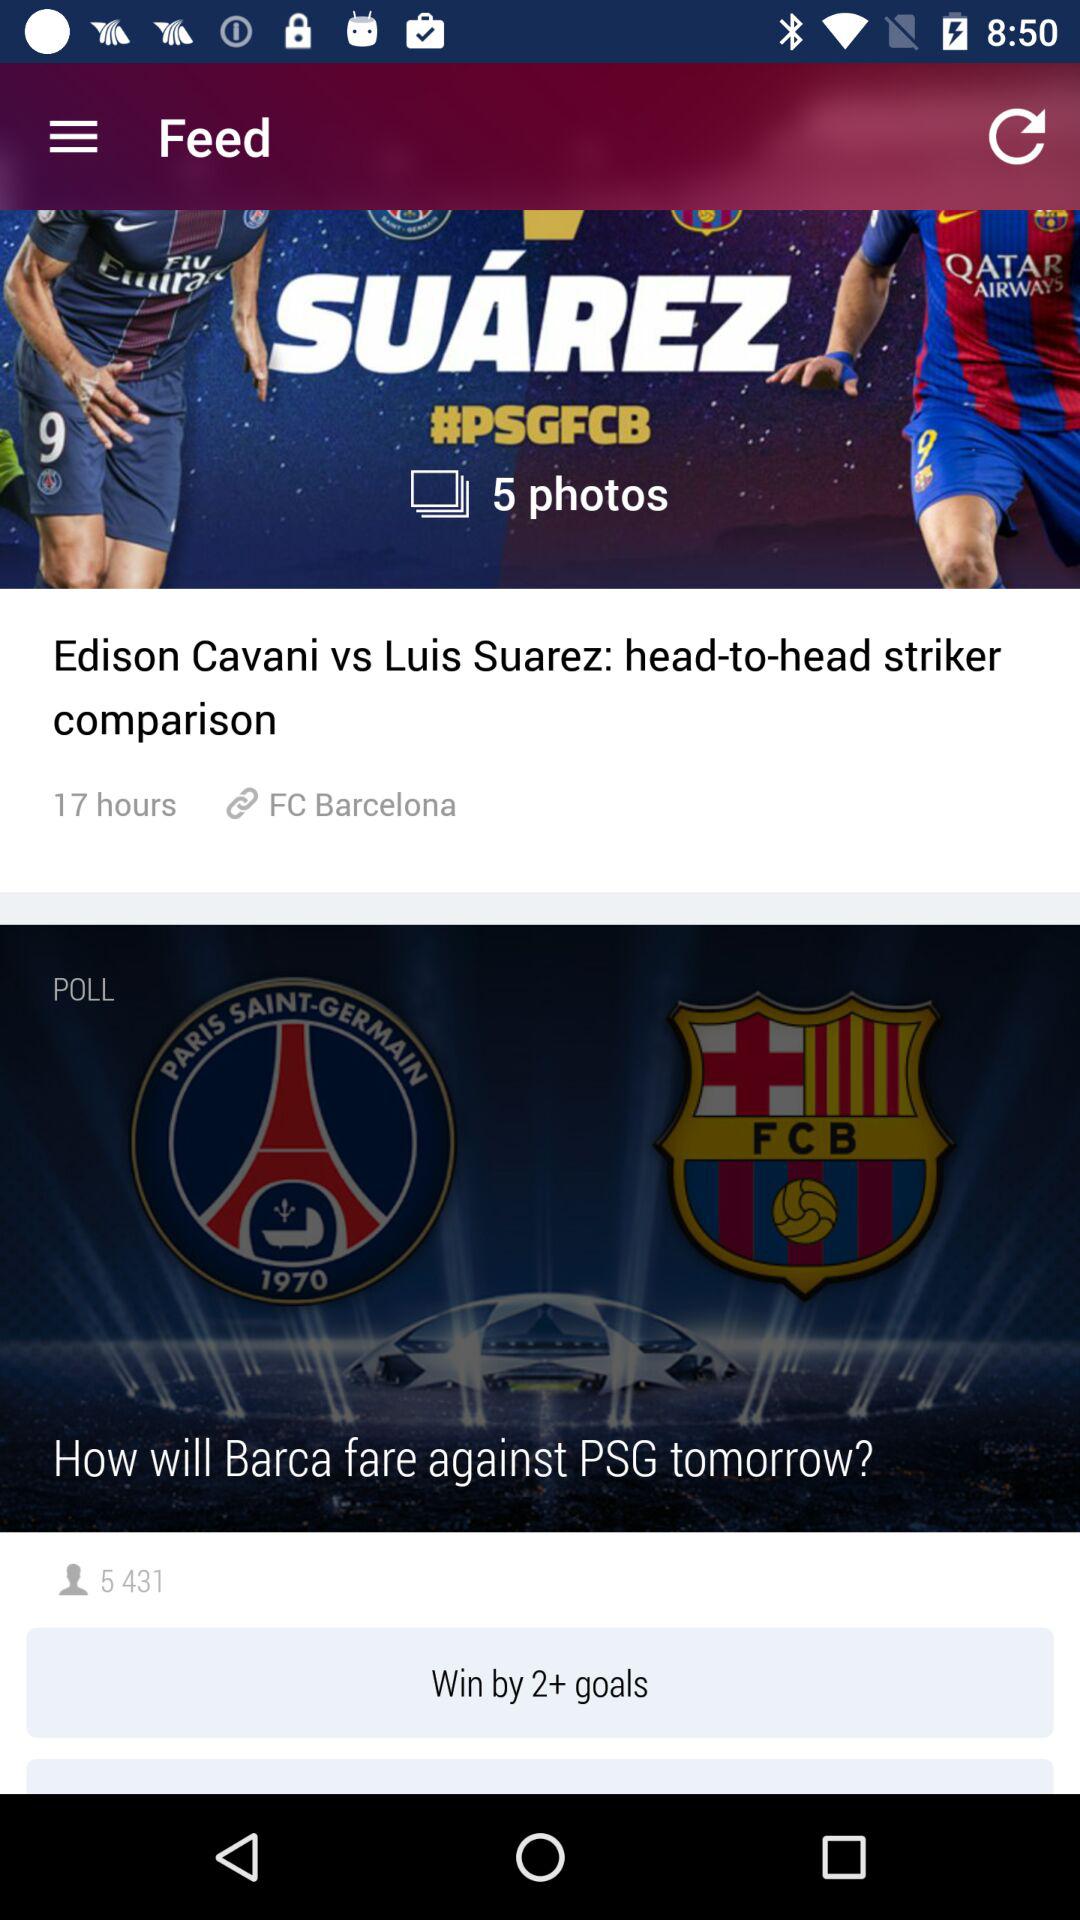 8:50
Feed
Fly
Emirates
SAINT-GERMAIN
QATAR
AIRWAYS
SUÁREZ
#PSGFCB
9
9
5 photos
Edison Cavani vs Luis Suarez: head-to-head striker
comparison
17 hours FC Barcelona
POLL
PARIS SAINT-GERMAIN
1970
FCB
How will Barca fare against PSG tomorrow?
5 431
Win by 2+ goals